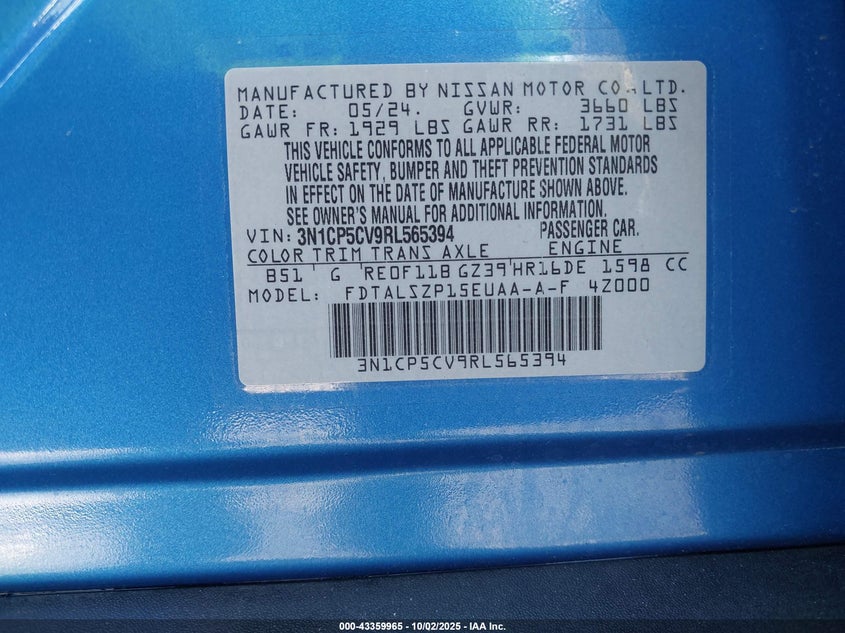 MANUFACTURED BY NISSAN MOTOR CO.,LTD.
DATE: 05/24. GVWR: 3660 LBS
GAWR FR: 1929 LBS GAWR RR: 1731 LBS
THIS VEHICLE CONFORMS TO ALL APPLICABLE FEDERAL MOTOR
VEHICLE SAFETY, BUMPER AND THEFT PREVENTION STANDARDS
IN EFFECT ON THE DATE OF MANUFACTURE SHOWN ABOVE.
SEE OWNER'S MANUAL FOR ADDITIONAL INFORMATION.
VIN: 3N1CP5CV9RL565394 PASSENGER CAR.
COLOR TRIM TRANS AXLE ENGINE
B51 G RE0F11B GZ39 HR16DE 1598 CC
MODEL: FDTALSZP15EUAA-A-F 4Z000
3N1CP5CV9RL565394
000-43359965 - 10/02/2025 - IAA Inc.